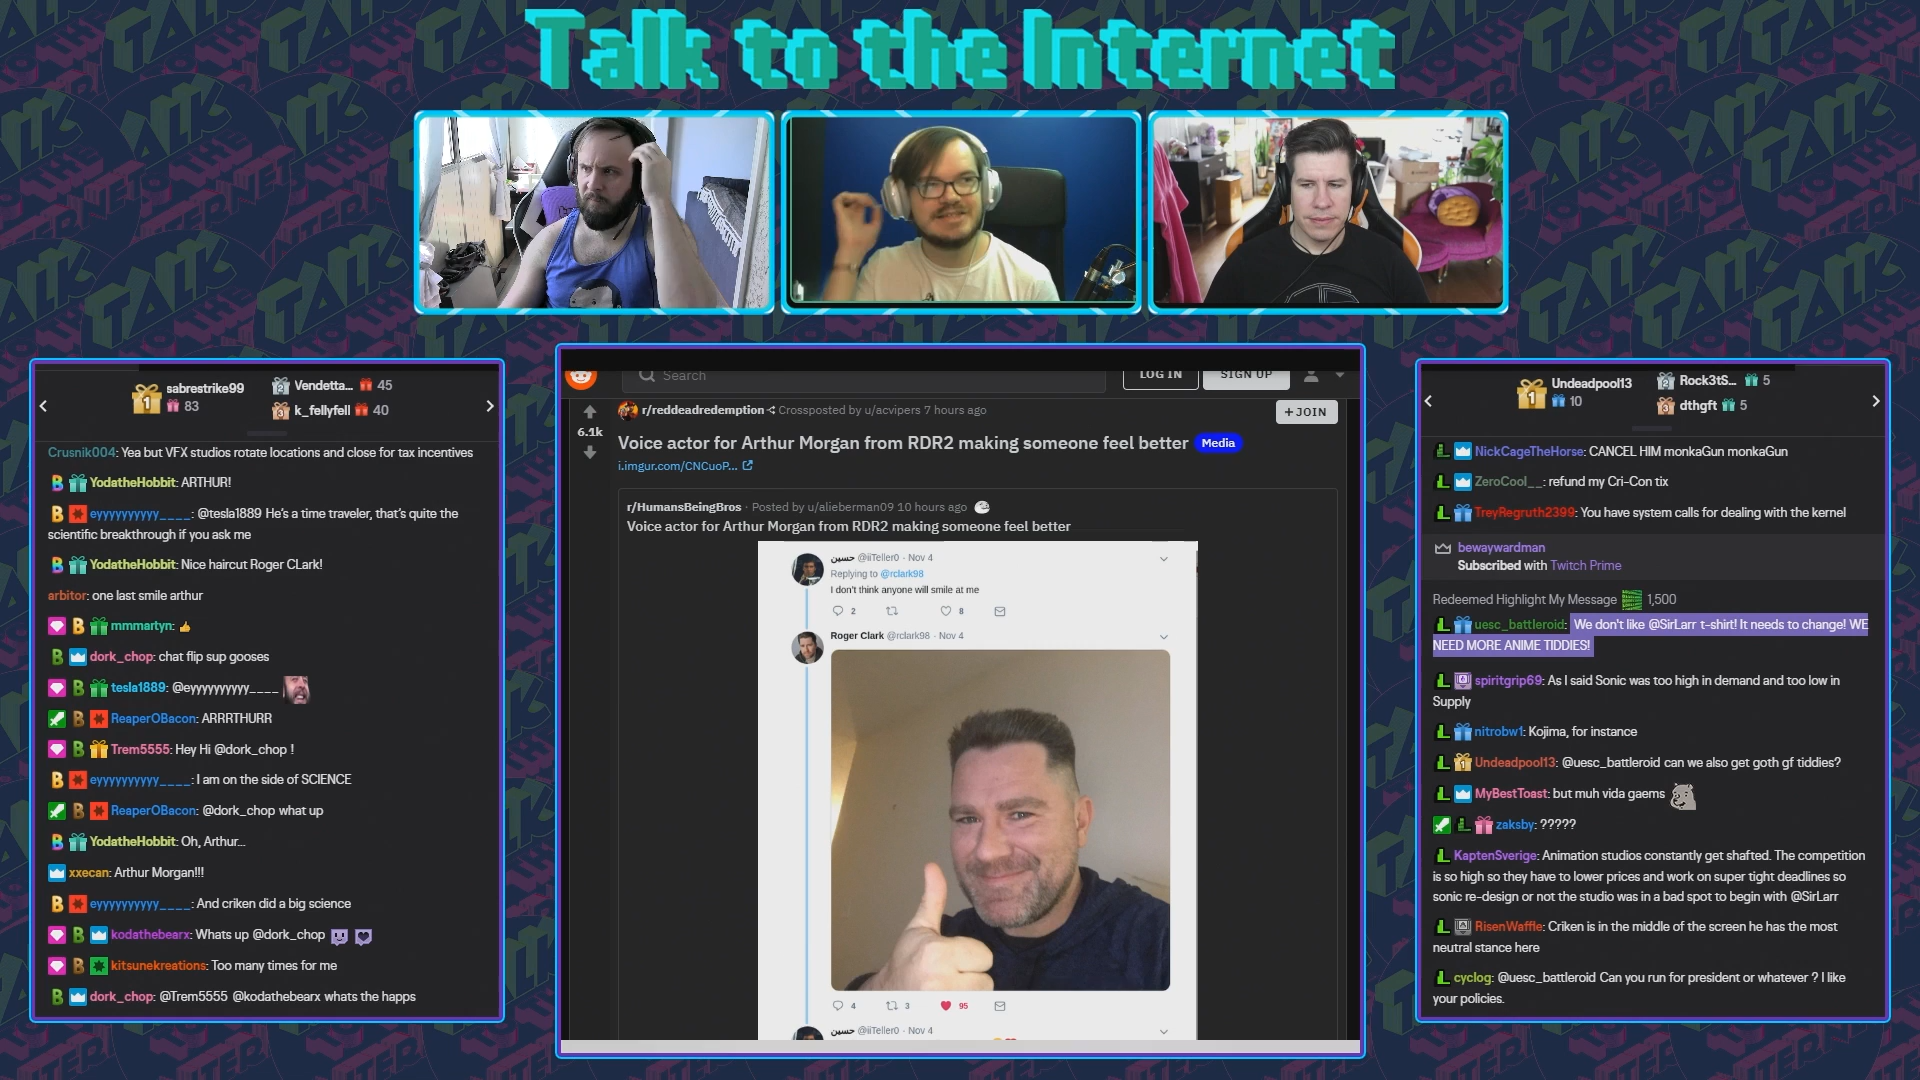 Talk to the Internet
sabrestrike99
83
Vendetta... 45
k_fellyfell 40
Crusnik004: Yea but VFX studios rotate locations and close for tax incentives
YodatheHobbit: ARTHUR!
eyyyyyyyyyy____: @tesla1889 He's a time traveler, that's quite the
scientific breakthrough if you ask me
YodatheHobbit: Nice haircut Roger CLark!
arbitor: one last smile arthur
mmmartyn:
dork_chop: chat flip sup gooses
tesla1889: @eyyyyyyyyyy____
ReaperOBacon: ARRRTHURR
Trem5555: Hey Hi @dork_chop !
eyyyyyyyyyy____: I am on the side of SCIENCE
ReaperOBacon: @dork_chop what up
YodatheHobbit: Oh, Arthur...
xxecan: Arthur Morgan!!!
eyyyyyyyyyy____: And criken did a big science
kodathebearx: Whats up @dork_chop
kitsunekreations: Too many times for me
dork_chop: @Trem5555 @kodathebearx whats the happs
Search
LOG IN
SIGN UP
r/reddeadredemption Crossposted by u/acvipers 7 hours ago
+ JOIN
6.1k
Voice actor for Arthur Morgan from RDR2 making someone feel better Media
i.imgur.com/CNCuoP...
r/HumansBeingBros · Posted by u/alieberman09 10 hours ago
Voice actor for Arthur Morgan from RDR2 making someone feel better
حسين @iiTeller0 · Nov 4
Replying to @rclark98
I don't think anyone will smile at me
2 8
Roger Clark @rclark98 · Nov 4
4 3 95
حسين @iiTeller0 · Nov 4
Undeadpool13
10
Rock3tS... 5
dthgft 5
NickCageTheHorse: CANCEL HIM monkaGun monkaGun
ZeroCool__: refund my Cri-Con tix
TreyRegruth2399: You have system calls for dealing with the kernel
bewaywardman
Subscribed with Twitch Prime
Redeemed Highlight My Message 1,500
uesc_battleroid: We don't like @SirLarr t-shirt! It needs to change! WE
NEED MORE ANIME TIDDIES!
spiritgrip69: As I said Sonic was too high in demand and too low in
Supply
nitrobw1: Kojima, for instance
Undeadpool13: @uesc_battleroid can we also get goth gf tiddies?
MyBestToast: but muh vida gaems
zaksby: ?????
KaptenSverige: Animation studios constantly get shafted. The competition
is so high so they have to lower prices and work on super tight deadlines so
sonic re-design or not the studio was in a bad spot to begin with @SirLarr
RisenWaffle: Criken is in the middle of the screen he has the most
neutral stance here
cyclog: @uesc_battleroid Can you run for president or whatever ? I like
your policies.